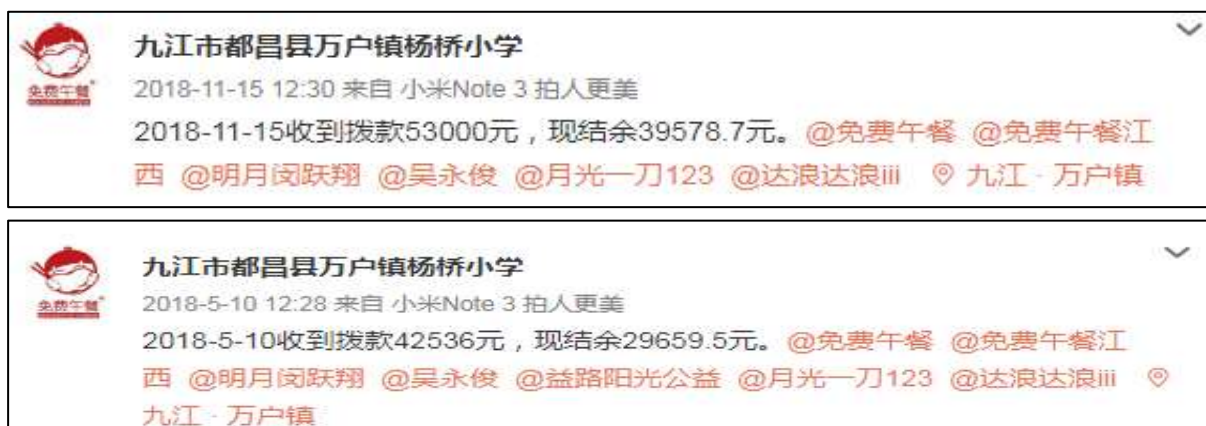 九江市都昌县万户镇杨桥小学
2018-11-15 12:30 来自 小米Note 3 拍人更美
2018-11-15收到拨款53000元，现结余39578.7元。@免费午餐 @免费午餐江
西 @明月闵跃翔 @吴永俊 @月光一刀123 @达浪达浪iii 九江 · 万户镇
免费午餐
九江市都昌县万户镇杨桥小学
2018-5-10 12:28 来自 小米Note 3 拍人更美
2018-5-10收到拨款42536元，现结余29659.5元。@免费午餐 @免费午餐江
西 @明月闵跃翔 @吴永俊 @益路阳光公益 @月光一刀123 @达浪达浪iii
九江 · 万户镇
免费午餐